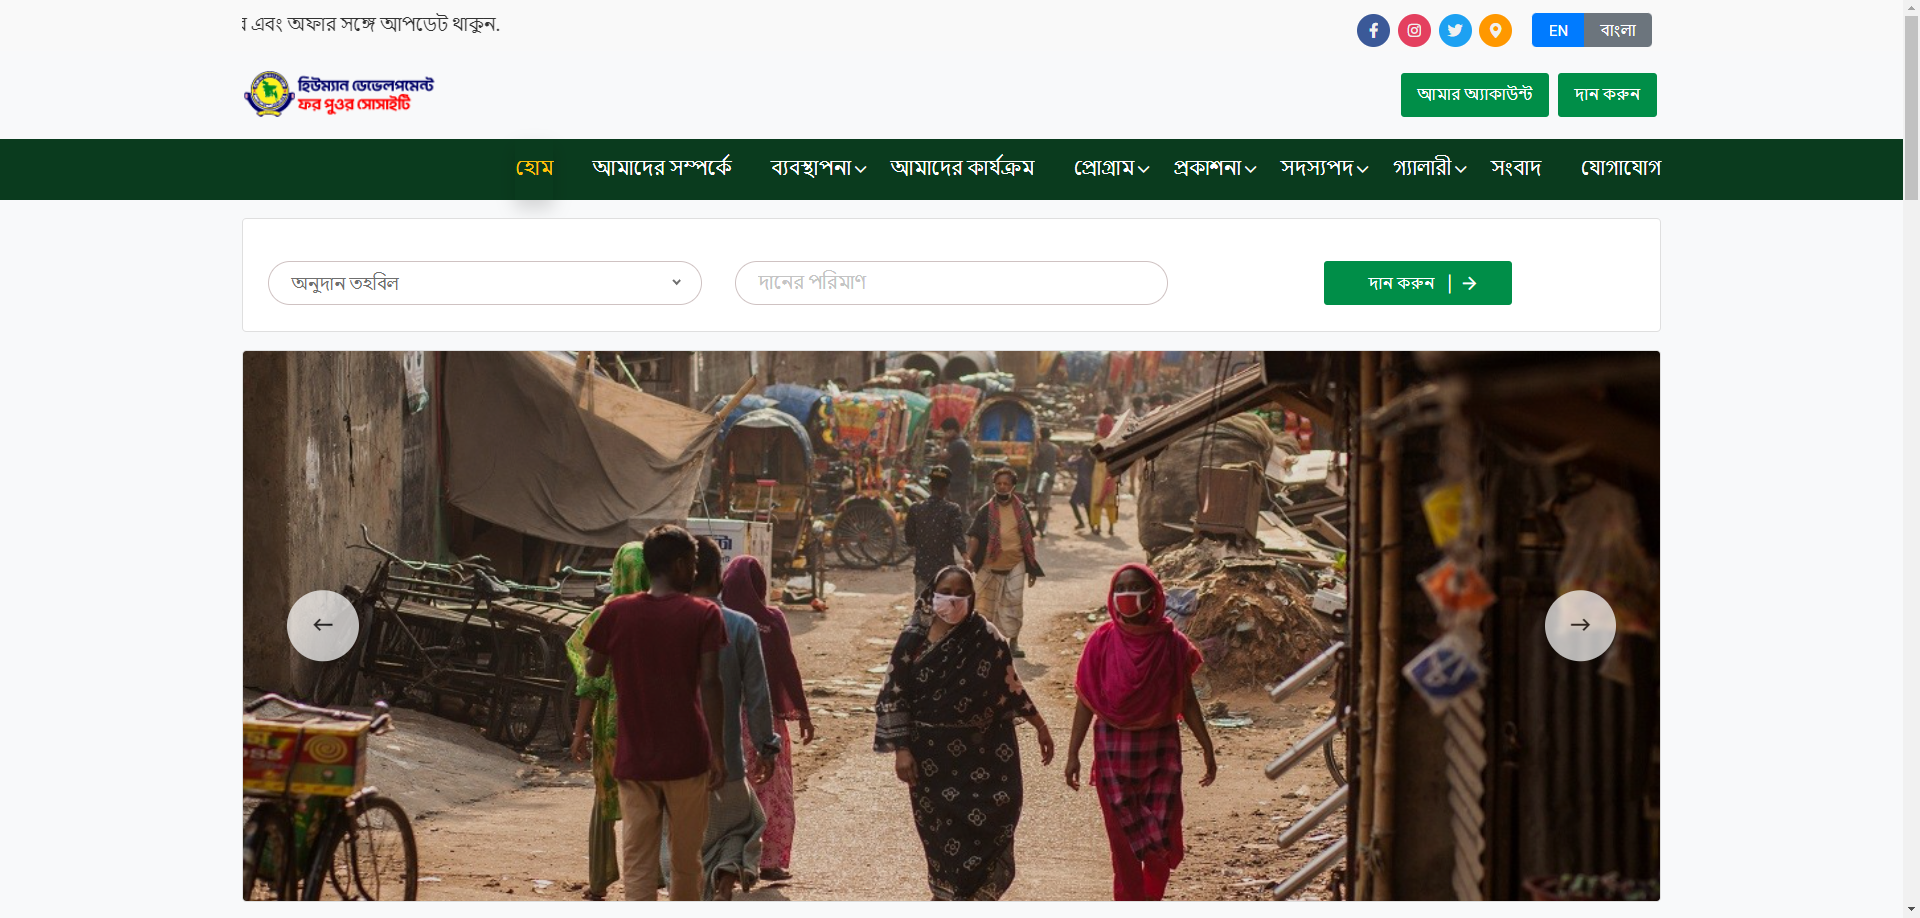 এবং অফার সঙ্গে আপডেট থাকুন.
EN বাংলা
হিউম্যান ডেভেলপমেন্ট
ফর পুওর সোসাইটি
আমার অ্যাকাউন্ট দান করুন
হোম আমাদের সম্পর্কে ব্যবস্থাপনা আমাদের কার্যক্রম প্রোগ্রাম প্রকাশনা সদস্যপদ গ্যালারী সংবাদ যোগাযোগ
অনুদান তহবিল দানের পরিমাণ দান করুন